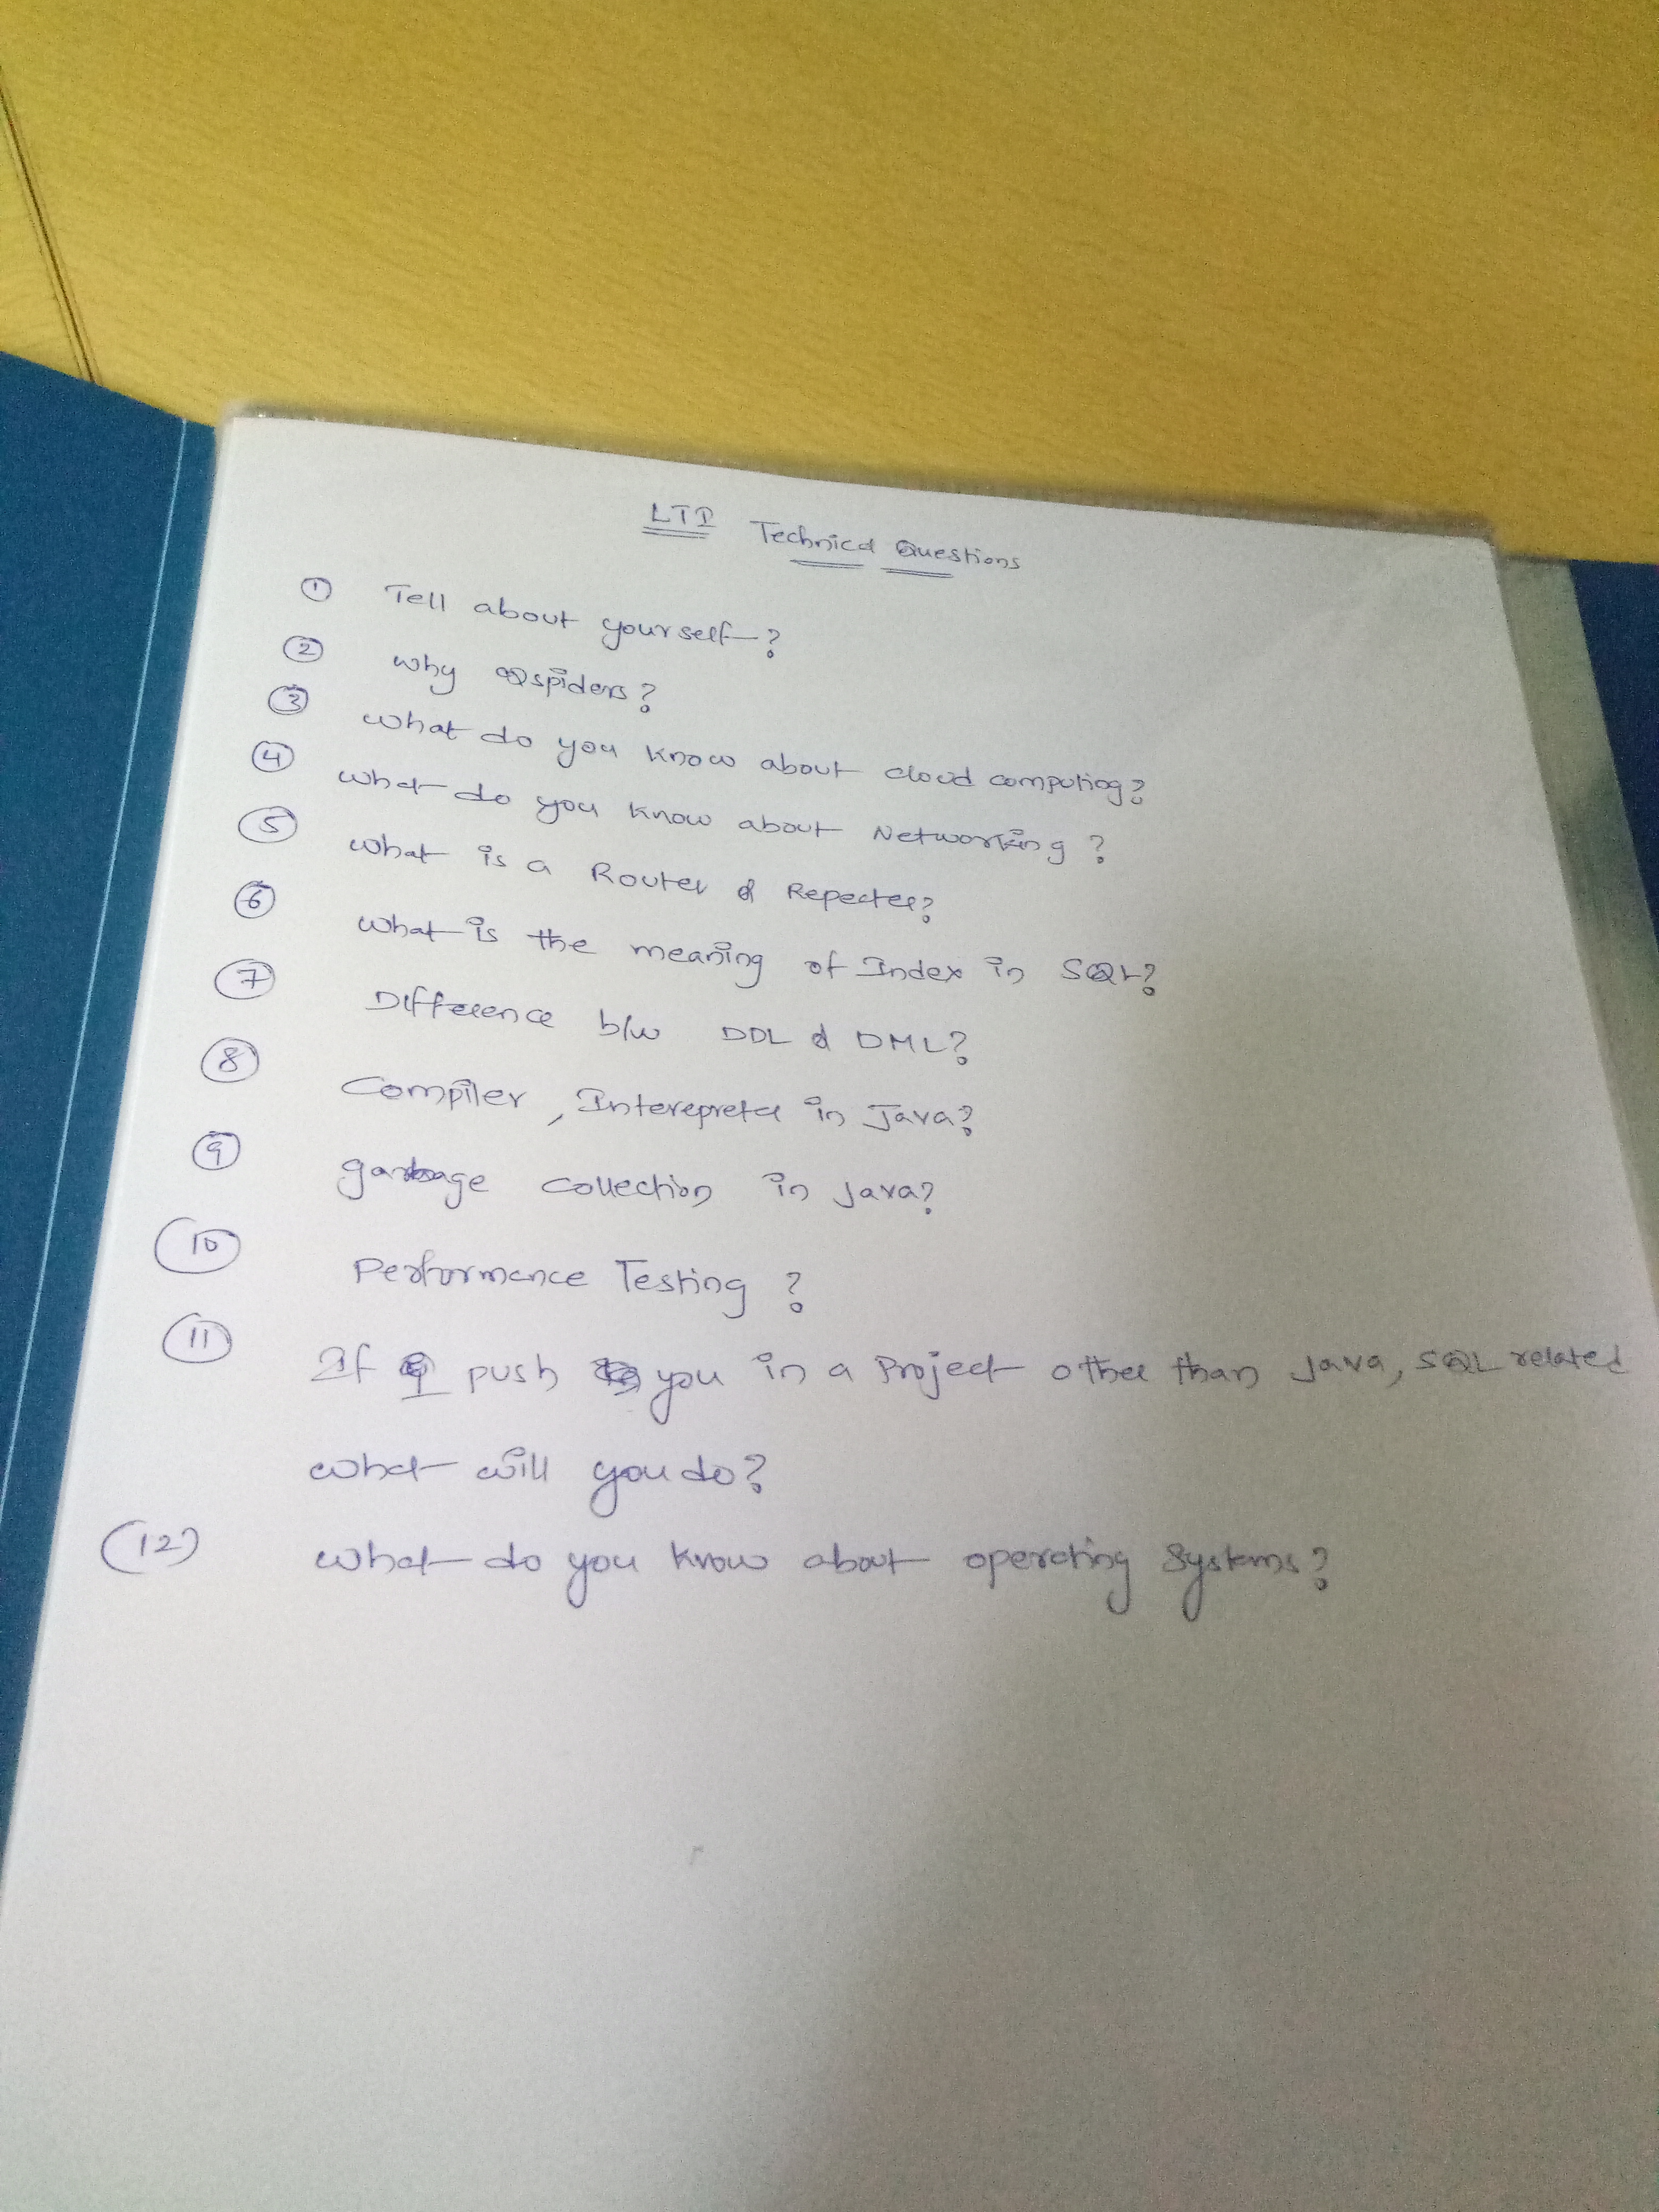 LTI Technical Questions
① Tell about yourself?
② Why Qspiders?
③ What do you know about cloud computing?
④ What do you know about Networking?
⑤ What is a Router & Repeater?
⑥ What is the meaning of Index in SQL?
⑦ Difference b/w DDL & DML?
⑧ Compiler, Interepreter in Java?
⑨ garbage collection in java?
⑩ Performance Testing?
⑪ If I push you in a Project other than Java, SQL related
what will you do?
(12) what do you know about operating systems?